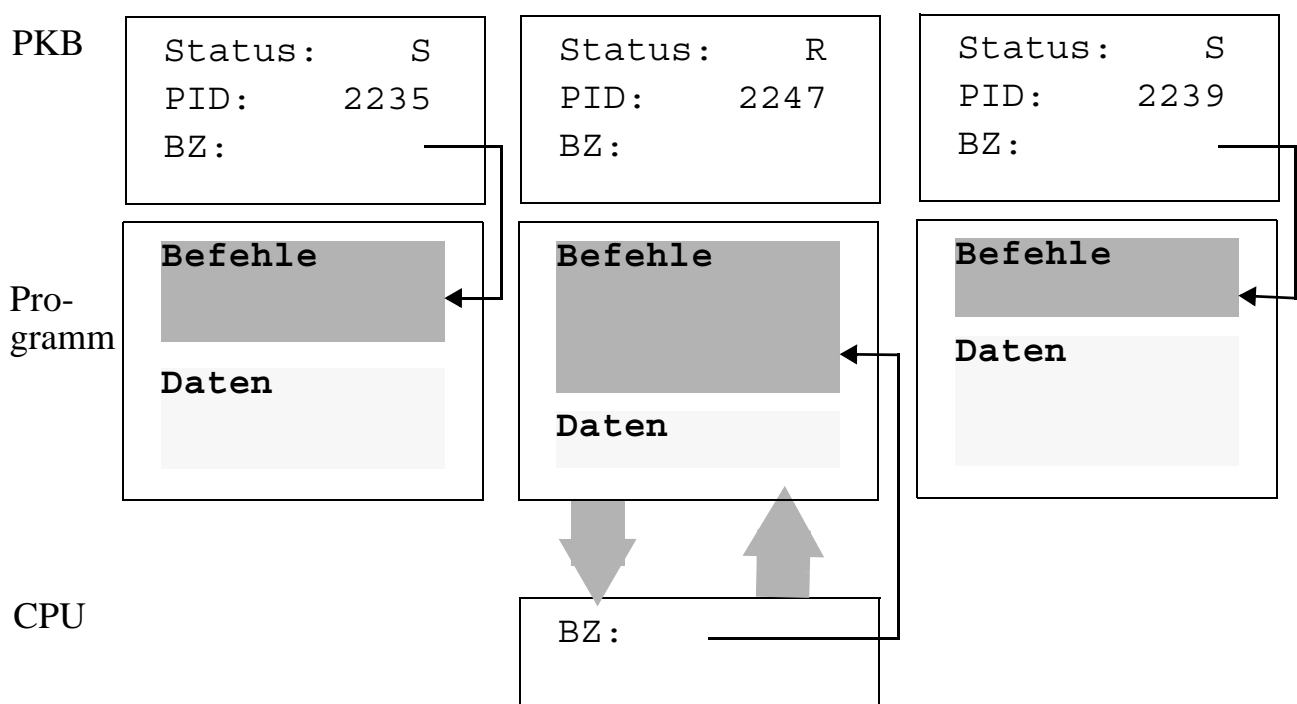 PKB
Status: S
PID: 2235
BZ:
Status: R
PID: 2247
BZ:
Status: S
PID: 2239
BZ:
Pro-
gramm
Befehle
Daten
Befehle
Daten
Befehle
Daten
CPU
BZ: